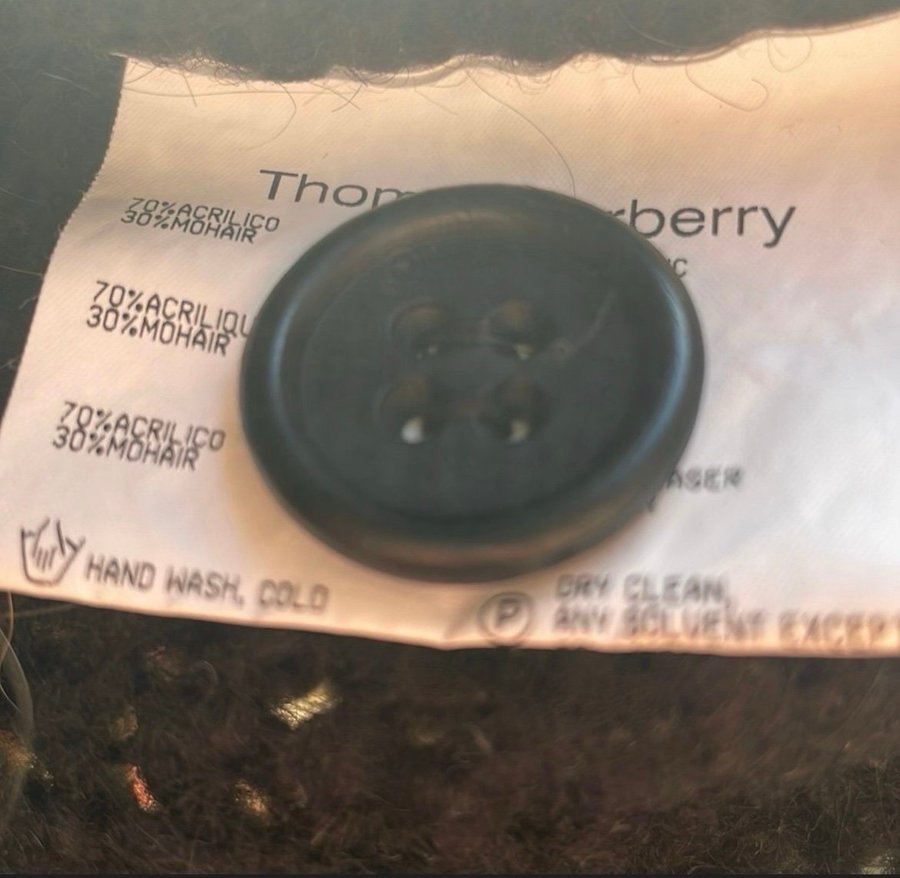 Thom rberry
70%ACRILICO
30%MOHAIR
70%ACRILIQU
30%MOHAIR
70%ACRILICO
30%MOHAIR
ASER
HAND WASH, COLD
P
DRY CLEAN,
ANY SOLVENT EXCEPT